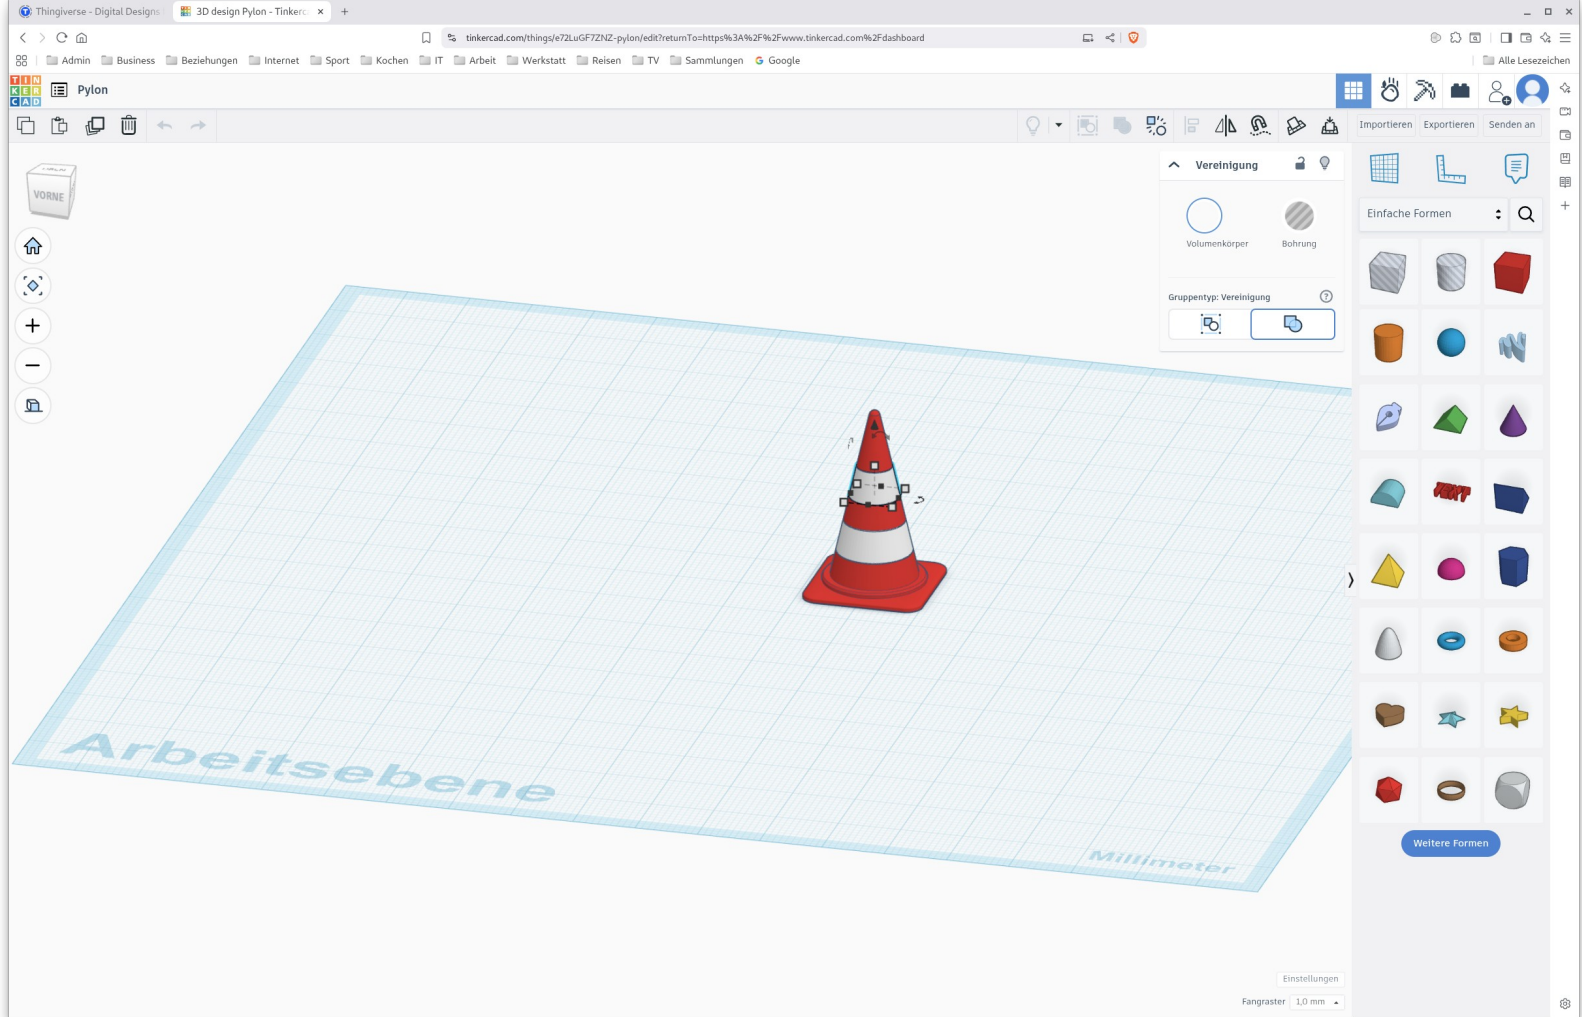 Thingiverse - Digital Designs
3D design Pylon - Tinkerc
tinkercad.com/things/e72LuGF7ZNZ-pylon/edit?returnTo=https%3A%2F%2Fwww.tinkercad.com%2Fdashboard
Admin Business Beziehungen Internet Sport Kochen IT Arbeit Werkstatt Reisen TV Sammlungen Google Alle Lesezeichen
TIN
KER
CAD
Pylon
Importieren Exportieren Senden an
Vereinigung
VORNE
Einfache Formen
Volumenkörper Bohrung
Gruppentyp: Vereinigung
TEXT
Arbeitsebene
Millimeter
Weitere Formen
Einstellungen
Fangraster 1,0 mm